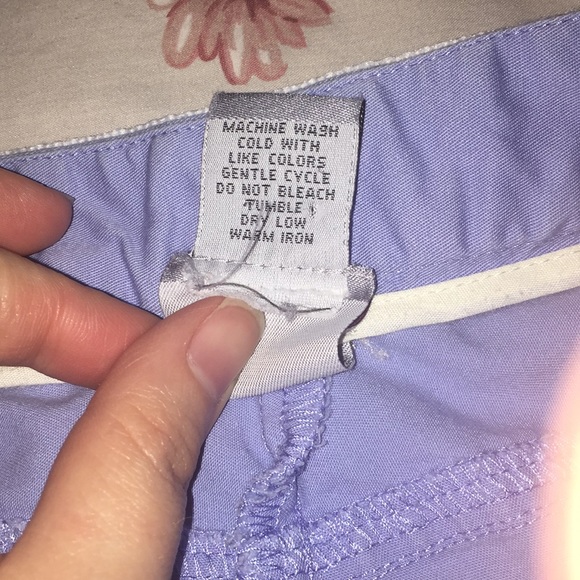 MACHINE WASH
COLD WITH
LIKE COLORS
GENTLE CYCLE
DO NOT BLEACH
TUMBLE
DRY LOW
WARM IRON